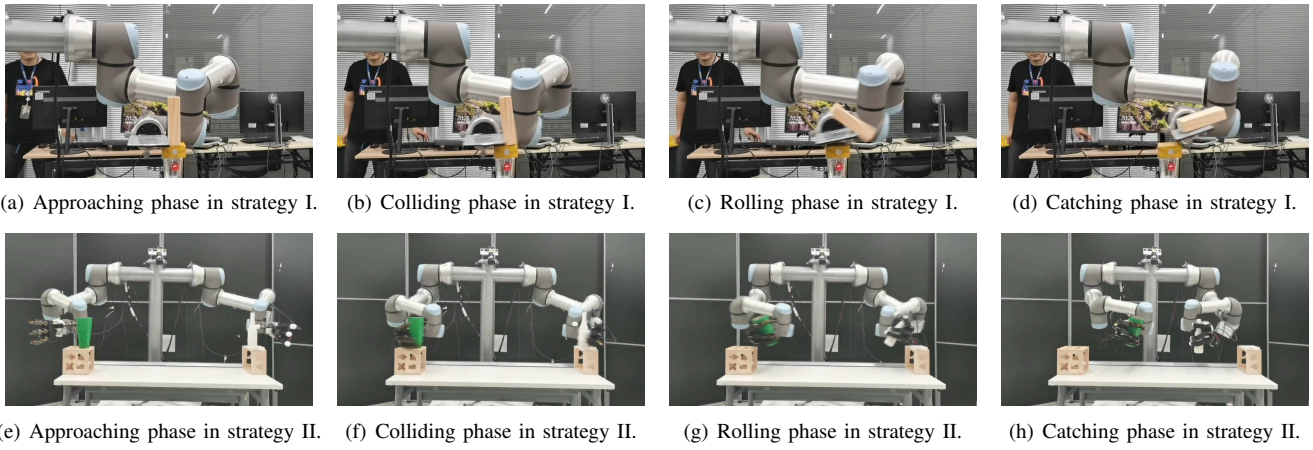 (a) Approaching phase in strategy I.
(b) Colliding phase in strategy I.
(c) Rolling phase in strategy I.
(d) Catching phase in strategy I.
(e) Approaching phase in strategy II.
(f) Colliding phase in strategy II.
(g) Rolling phase in strategy II.
(h) Catching phase in strategy II.